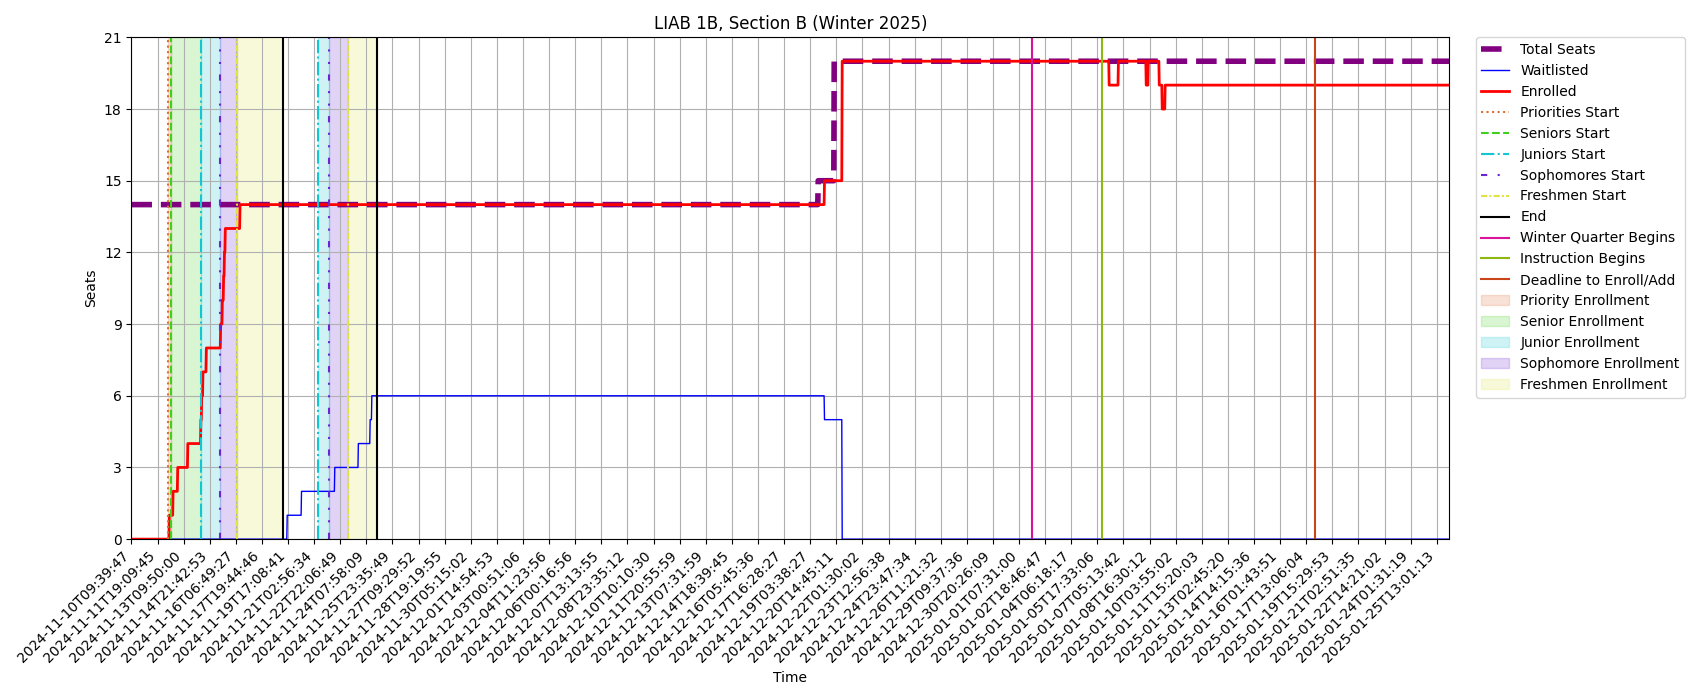 LIAB 1B, Section B (Winter 2025)
Seats
21
18
15
12
9
6
3
0
2024-11-10T09:39:47
2024-11-11T19:09:45
2024-11-13T09:50:00
2024-11-14T21:42:53
2024-11-16T06:49:27
2024-11-17T19:44:46
2024-11-19T17:08:41
2024-11-21T02:56:34
2024-11-22T22:06:49
2024-11-24T07:58:09
2024-11-25T23:35:49
2024-11-27T09:29:52
2024-11-28T19:19:55
2024-11-30T05:15:02
2024-12-01T14:54:53
2024-12-03T00:51:06
2024-12-04T11:23:56
2024-12-06T00:16:56
2024-12-07T13:13:55
2024-12-08T23:35:12
2024-12-10T10:10:30
2024-12-11T20:55:59
2024-12-13T07:31:59
2024-12-14T18:39:45
2024-12-16T05:45:36
2024-12-17T16:28:27
2024-12-19T03:38:27
2024-12-20T14:45:11
2024-12-22T01:30:02
2024-12-23T12:56:38
2024-12-24T23:47:34
2024-12-26T11:21:32
2024-12-29T09:37:36
2024-12-30T20:26:09
2025-01-01T07:31:00
2025-01-02T18:46:47
2025-01-04T06:18:17
2025-01-05T17:33:06
2025-01-07T05:13:42
2025-01-08T16:30:12
2025-01-10T03:55:02
2025-01-11T15:20:03
2025-01-13T02:45:20
2025-01-14T14:15:36
2025-01-16T01:43:51
2025-01-17T13:06:04
2025-01-19T15:29:53
2025-01-21T02:51:35
2025-01-22T14:21:02
2025-01-24T01:31:19
2025-01-25T13:01:13
Time
Total Seats
Waitlisted
Enrolled
Priorities Start
Seniors Start
Juniors Start
Sophomores Start
Freshmen Start
End
Winter Quarter Begins
Instruction Begins
Deadline to Enroll/Add
Priority Enrollment
Senior Enrollment
Junior Enrollment
Sophomore Enrollment
Freshmen Enrollment